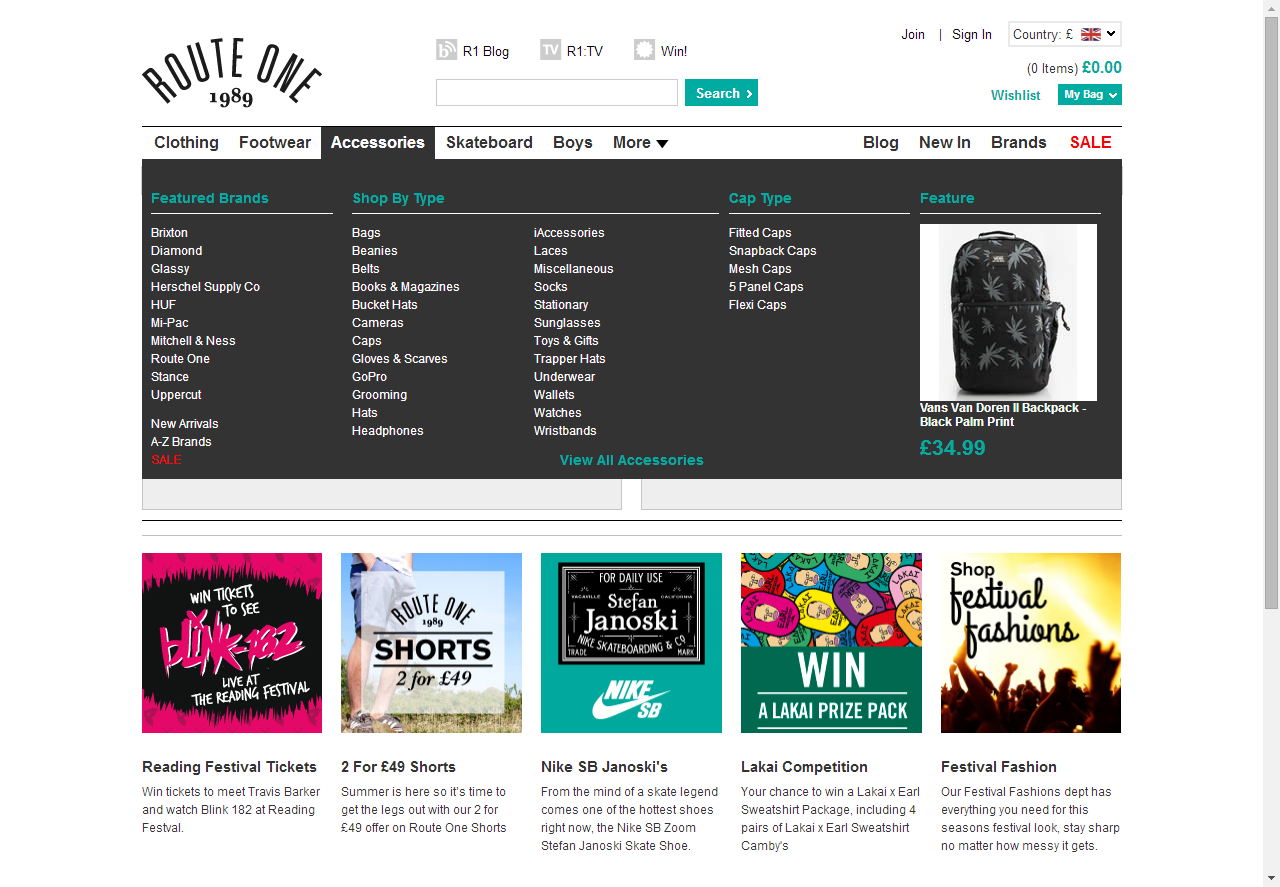 Join | Sign In Country: £
ROUTE ONE
1989
R1 Blog TV R1:TV Win!
(0 Items) £0.00
Search
Wishlist My Bag
Clothing Footwear Accessories Skateboard Boys More Blog New In Brands SALE
Featured Brands
Brixton
Diamond
Glassy
Herschel Supply Co
HUF
Mi-Pac
Mitchell & Ness
Route One
Stance
Uppercut
New Arrivals
A-Z Brands
SALE
Shop By Type
Bags
Beanies
Belts
Books & Magazines
Bucket Hats
Cameras
Caps
Gloves & Scarves
GoPro
Grooming
Hats
Headphones
iAccessories
Laces
Miscellaneous
Socks
Stationary
Sunglasses
Toys & Gifts
Trapper Hats
Underwear
Wallets
Watches
Wristbands
View All Accessories
Cap Type
Fitted Caps
Snapback Caps
Mesh Caps
5 Panel Caps
Flexi Caps
Feature
Vans Van Doren II Backpack -
Black Palm Print
£34.99
WIN TICKETS
TO SEE
blink-182
LIVE AT
THE READING FESTIVAL
Reading Festival Tickets
Win tickets to meet Travis Barker
and watch Blink 182 at Reading
Festval.
ROUTE ONE
1989
SHORTS
2 for £49
2 For £49 Shorts
Summer is here so it's time to
get the legs out with our 2 for
£49 offer on Route One Shorts
FOR DAILY USE
VACAVILLE CALIFORNIA
Stefan
Janoski
NIKE SKATEBOARDING & CO
TRADE MARK
NIKE
SB
Nike SB Janoski's
From the mind of a skate legend
comes one of the hottest shoes
right now, the Nike SB Zoom
Stefan Janoski Skate Shoe.
LAKAI
WIN
A LAKAI PRIZE PACK
Lakai Competition
Your chance to win a Lakai x Earl
Sweatshirt Package, including 4
pairs of Lakai x Earl Sweatshirt
Camby's
Shop
festival
fashions
Festival Fashion
Our Festival Fashions dept has
everything you need for this
seasons festival look, stay sharp
no matter how messy it gets.